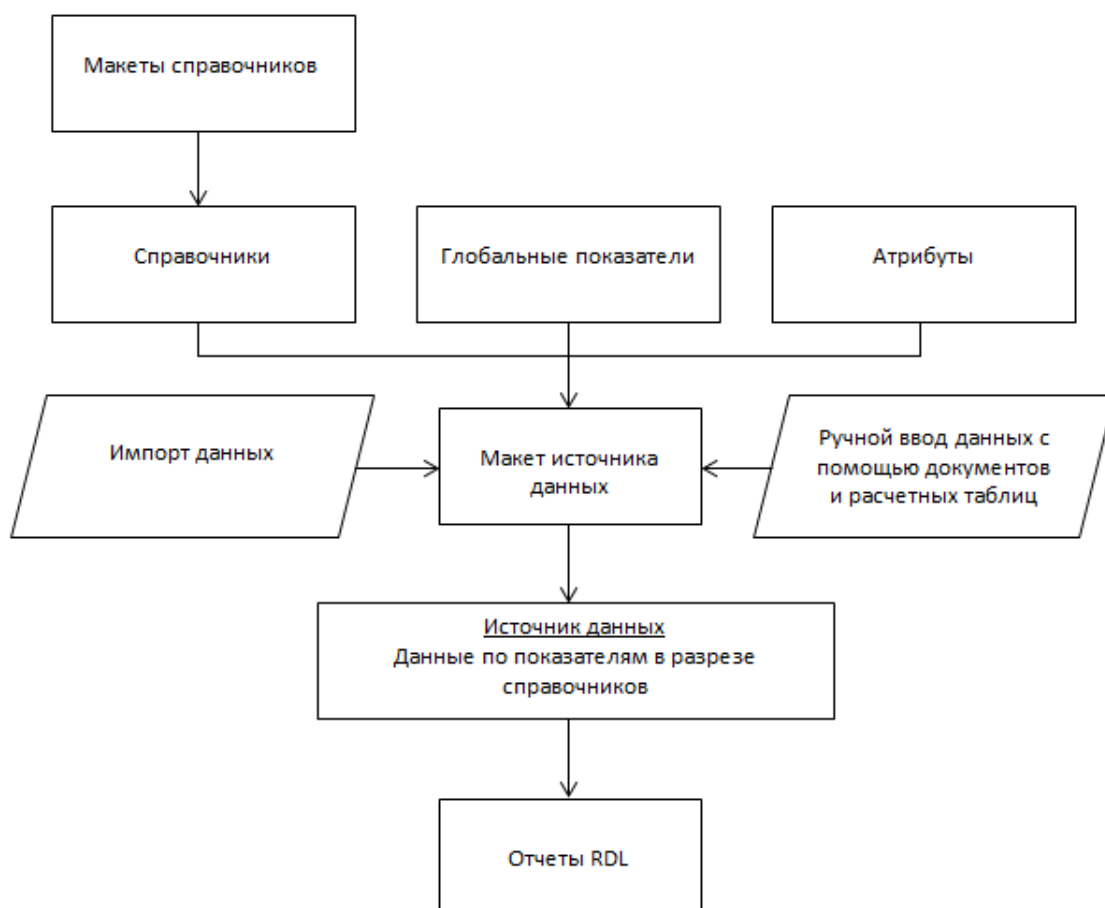 Макеты справочников
Справочники
Глобальные показатели
Атрибуты
Импорт данных
Макет источника
данных
Ручной ввод данных с
помощью документов
и расчетных таблиц
Источник данных
Данные по показателям в разрезе
справочников
Отчеты RDL